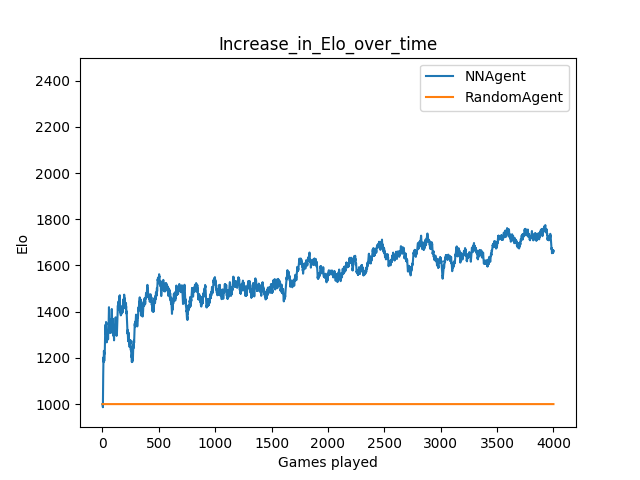 Increase_in_Elo_over_time
NNAgent
RandomAgent
2400
2200
2000
1800
1600
1400
1200
1000
Elo
0 500 1000 1500 2000 2500 3000 3500 4000
Games played